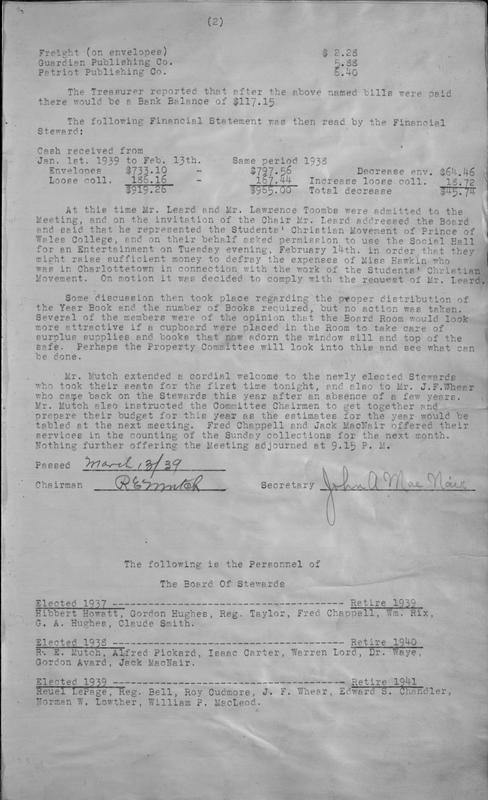 (2)
Freight (on envelopes) $ 2.28
Guardian Publishing Co. 5.88
Patriot Publishing Co. 8.40
The Treasurer reported that after the above named bills were paid
there would be a Bank Balance of $117.15
The following Financial Statement was then read by the Financial
Steward:
Cash received from
Jan. 1st. 1939 to Feb. 13th. Same period 1938
Envelopes $733.10 - $797.56 Decrease env. $64.46
Loose coll. 186.16 - 167.44 Increase loose coll. 18.72
$919.26 $965.00 Total decrease $45.74
At this time Mr. Leard and Mr. Lawrence Toombs were admitted to the
Meeting, and on the invitation of the Chair Mr. Leard addressed the Board
and said that he represented the Students' Christian Movement of Prince of
Wales College, and on their behalf asked permission to use the Social Hall
for an Entertainment on Tuesday evening, February 14th. in order that they
might raise sufficient money to defray the expenses of Miss Hawkin who
was in Charlottetown in connection with the work of the Students' Christian
Movement. On motion it was decided to comply with the request of Mr. Leard.
Some discussion then took place regarding the proper distribution of
the Year Book and the number of Books required, but no action was taken.
Several of the members were of the opinion that the Board Room would look
more attractive if a cupboard were placed in the Room to take care of
surplus supplies and books that now adorn the window sill and top of the
safe. Perhaps the Property Committee will look into this and see what can
be done.
Mr. Mutch extended a cordial welcome to the newly elected Stewards
who took their seats for the first time tonight, and also to Mr. J.F.Whear
who came back on the Stewards this year after an absence of a few years.
Mr. Mutch also instructed the Committee Chairmen to get together and
prepare their budget for this year as the estimates for the year would be
tabled at the next meeting. Fred Chappell and Jack MacNair offered their
services in the counting of the Sunday collections for the next month.
Nothing further offering the Meeting adjourned at 9.15 P. M.
Passed March 13/39
Chairman R E Mutch Secretary John A Mac Nair
The following is the Personnel of
The Board Of Stewards
Elected 1937 ----------------------------------- Retire 1939
Hibbert Howatt, Gordon Hughes, Reg. Taylor, Fred Chappell, Wm. Rix,
G. A. Hughes, Claude Smith.
Elected 1938 ----------------------------------- Retire 1940
R. E. Mutch, Alfred Pickard, Isaac Carter, Warren Lord, Dr. Waye,
Gordon Avard, Jack MacNair.
Elected 1939 ----------------------------------- Retire 1941
Reuel LePage, Reg. Bell, Roy Cudmore, J. F. Whear, Edward S. Chandler,
Norman W. Lowther, William P. MacLeod.